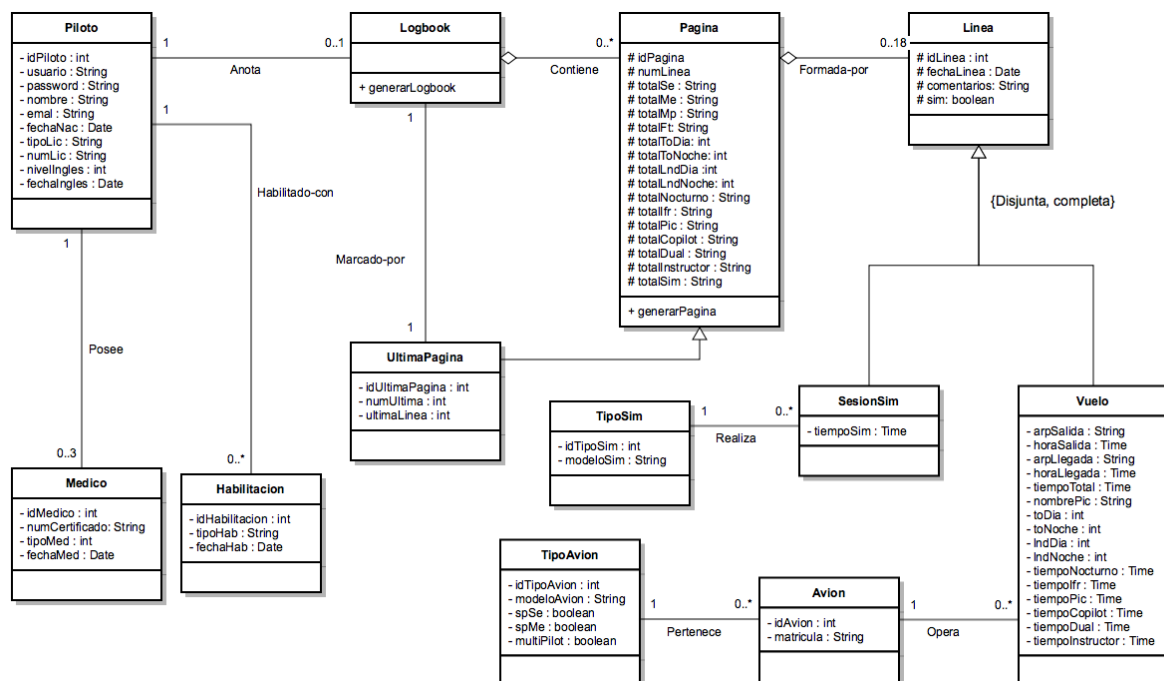 Piloto
- idPiloto : int
- usuario : String
- password : String
- nombre : String
- emal : String
- fechaNac : Date
- tipoLic : String
- numLic : String
- nivelIngles : int
- fechaIngles : Date
1
Anota
0..1
1
Habilitado-con
0..*
1
Posee
0..3
Logbook
+ generarLogbook
Contiene
0..*
1
Marcado-por
1
Pagina
# idPagina
# numLinea
# totalSe : String
# totalMe : String
# totalMp : String
# totalFt: String
# totalToDia: int
# totalToNoche: int
# totalLndDia :int
# totalLndNoche: int
# totalNocturno : String
# totalIfr : String
# totalPic : String
# totalCopilot : String
# totalDual : String
# totalInstructor : String
# totalSim : String
+ generarPagina
Formada-por
0..18
Linea
# idLinea : int
# fechaLinea : Date
# comentarios: String
# sim: boolean
{Disjunta, completa}
UltimaPagina
- idUltimaPagina : int
- numUltima : int
- ultimaLinea : int
Medico
- idMedico : int
- numCertificado: String
- tipoMed : int
- fechaMed : Date
Habilitacion
- idHabilitacion : int
- tipoHab : String
- fechaHab : Date
TipoSim
- idTipoSim : int
- modeloSim : String
1
Realiza
0..*
SesionSim
- tiempoSim : Time
Vuelo
- arpSalida : String
- horaSalida : Time
- arpLlegada : String
- horaLlegada : Time
- tiempoTotal : Time
- nombrePic : String
- toDia : int
- toNoche : int
- lndDia : int
- lndNoche : int
- tiempoNocturno : Time
- tiempoIfr : Time
- tiempoPic : Time
- tiempoCopilot : Time
- tiempoDual : Time
- tiempoInstructor : Time
TipoAvion
- idTipoAvion : int
- modeloAvion : String
- spSe : boolean
- spMe : boolean
- multiPilot : boolean
1
Pertenece
0..*
Avion
- idAvion : int
- matricula : String
1
Opera
0..*